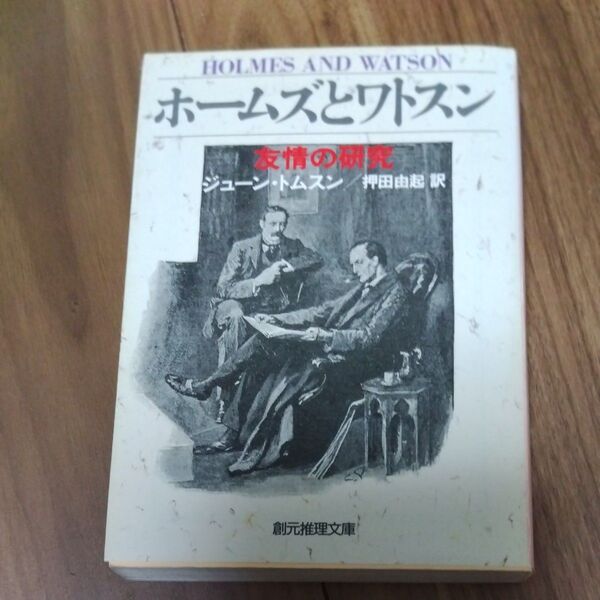 HOLMES AND WATSON
ホームズとワトスン
友情の研究
ジューン・トムスン/押田由起 訳
創元推理文庫